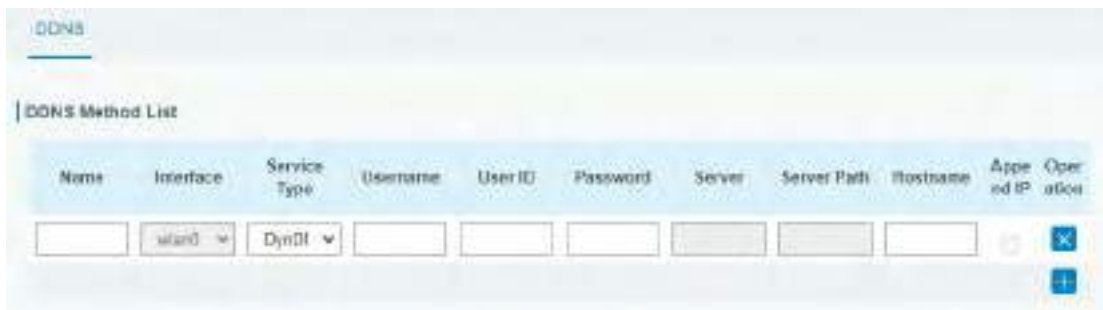 DDNS
DDNS Method List
Name Interface Service Type Username User ID Password Server Server Path Hostname Appe nd IP Oper ation
wlan0 DynDN